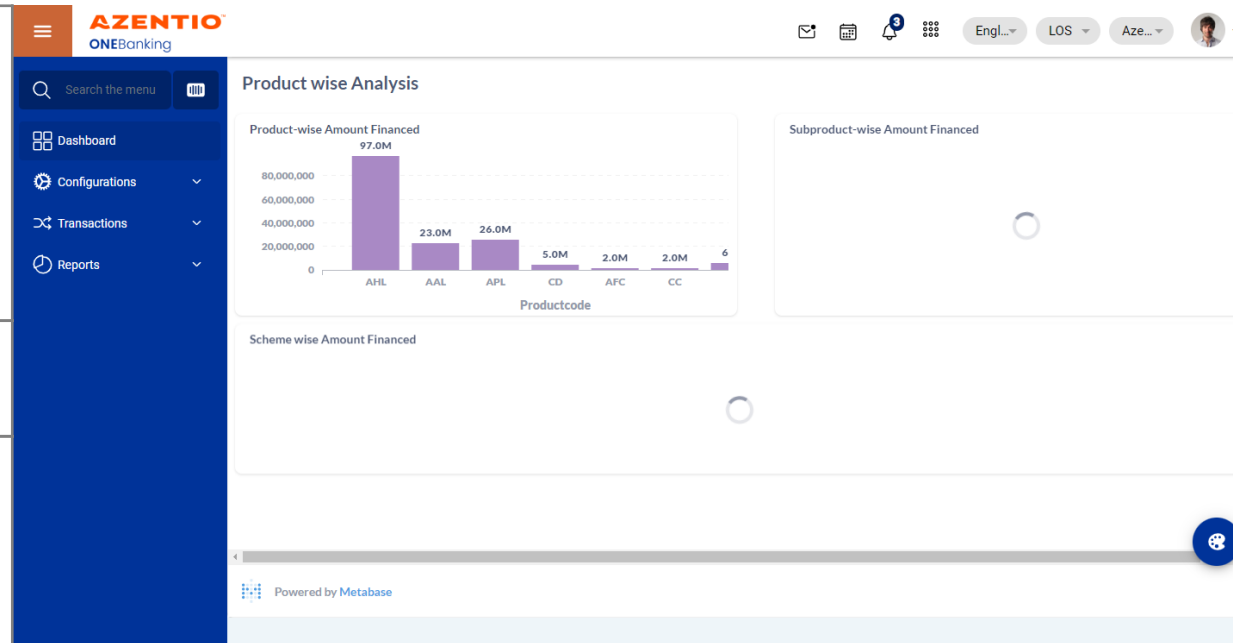 AZENTIO
ONEBanking
3
Engl...
LOS
Aze...
Search the menu
Dashboard
Configurations
Transactions
Reports
Product wise Analysis
Product-wise Amount Financed
97.0M
80,000,000
60,000,000
40,000,000
20,000,000
0
23.0M
26.0M
5.0M
2.0M
2.0M
6
AHL
AAL
APL
CD
AFC
CC
Productcode
Subproduct-wise Amount Financed
Scheme wise Amount Financed
Powered by Metabase